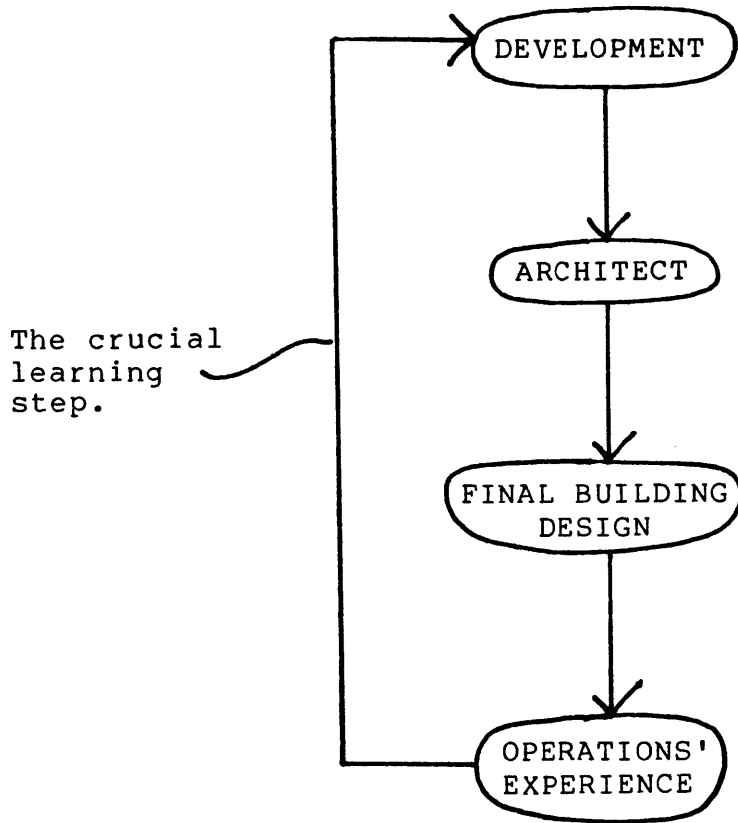 DEVELOPMENT
ARCHITECT
The crucial
learning
step.
FINAL BUILDING
DESIGN
OPERATIONS'
EXPERIENCE